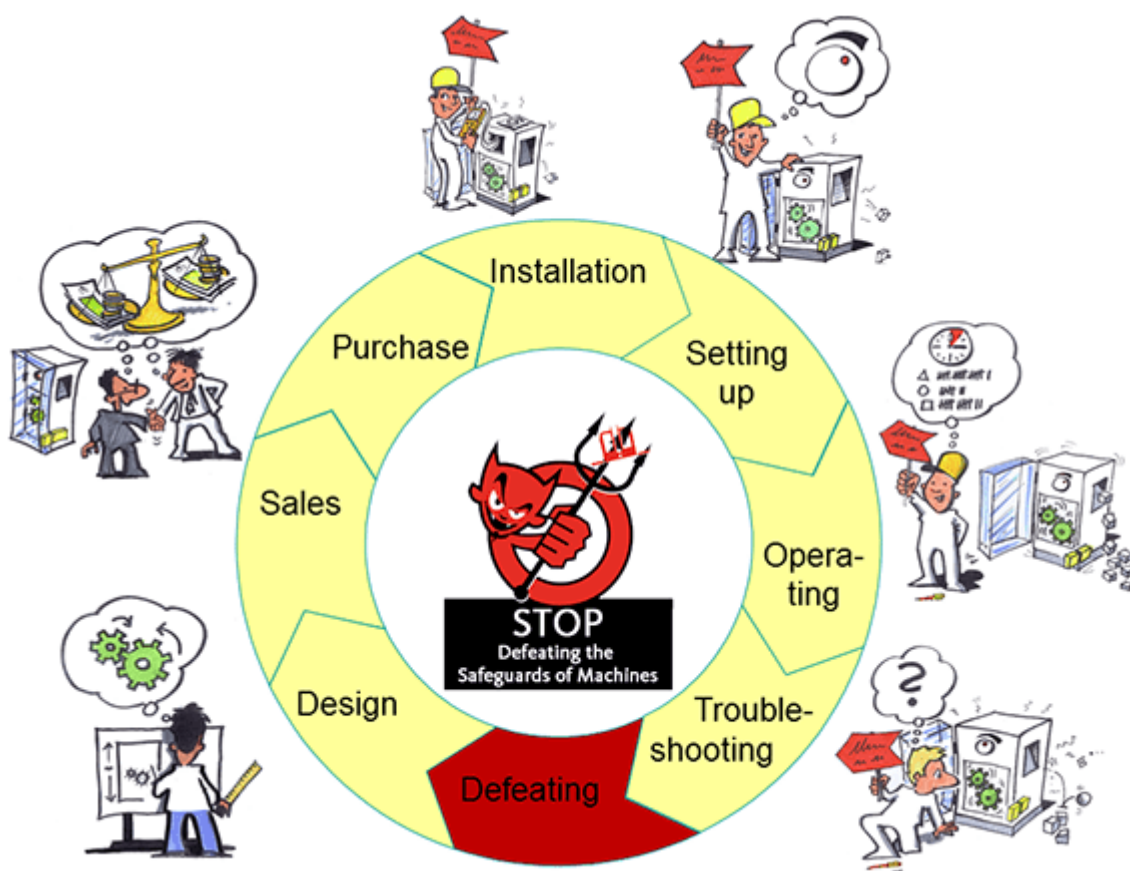 Installation
Setting
up
Opera-
ting
Trouble-
shooting
Defeating
Design
Sales
Purchase
STOP
Defeating the
Safeguards of Machines